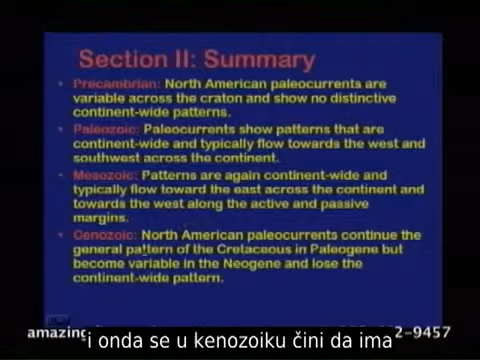 Section II: Summary
• Precambrian: North American paleocurrents are
variable across the craton and show no distinctive
continent-wide patterns.
• Paleozoic: Paleocurrents show patterns that are
continent-wide and typically flow towards the west and
southwest across the continent.
• Mesozoic: Patterns are again continent-wide and
typically flow toward the east across the continent and
towards the west along the active and passive
margins.
• Cenozoic: North American paleocurrents continue the
general pattern of the Cretaceous in Paleogene but
become variable in the Neogene and lose the
continent-wide pattern.
amazing 2-9457
i onda se u kenozoiku čini da ima